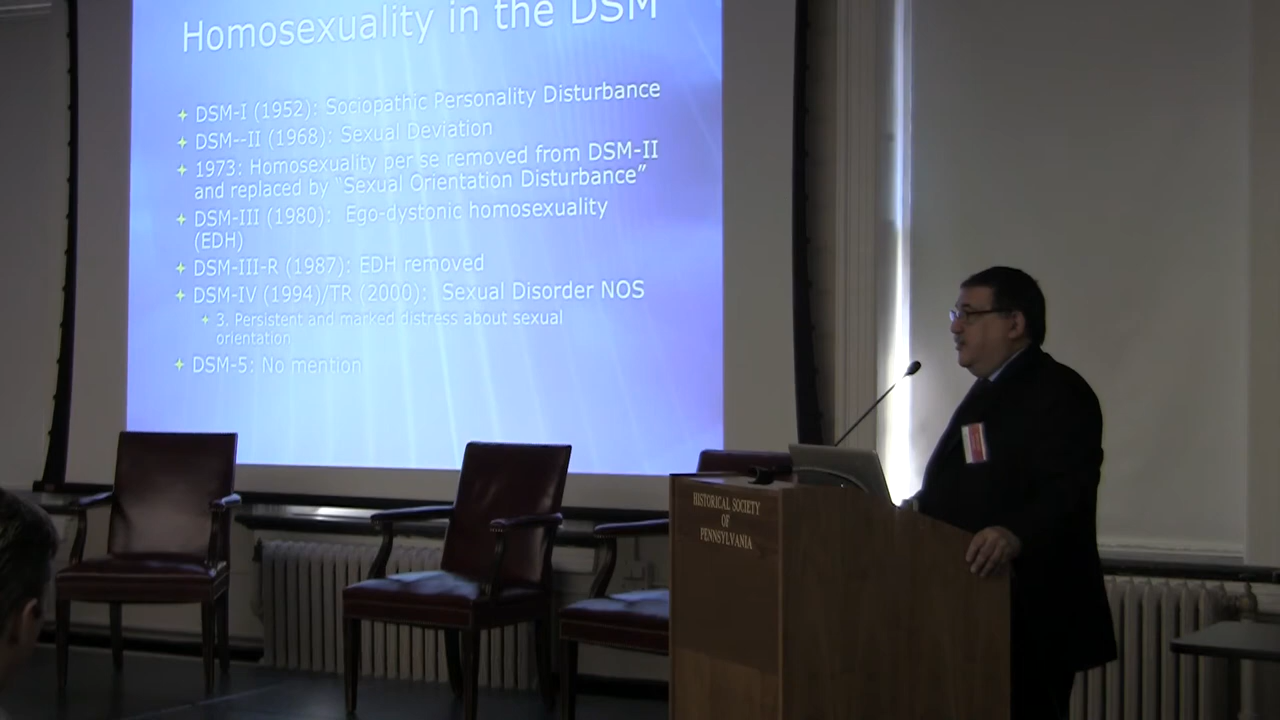 Homosexuality in the DSM
DSM-I (1952): Sociopathic Personality Disturbance
DSM--II (1968): Sexual Deviation
1973: Homosexuality per se removed from DSM-II
and replaced by “Sexual Orientation Disturbance”
DSM-III (1980): Ego-dystonic homosexuality
(EDH)
DSM-III-R (1987): EDH removed
DSM-IV (1994)/TR (2000): Sexual Disorder NOS
3. Persistent and marked distress about sexual
orientation
DSM-5: No mention
HISTORICAL SOCIETY
OF
PENNSYLVANIA